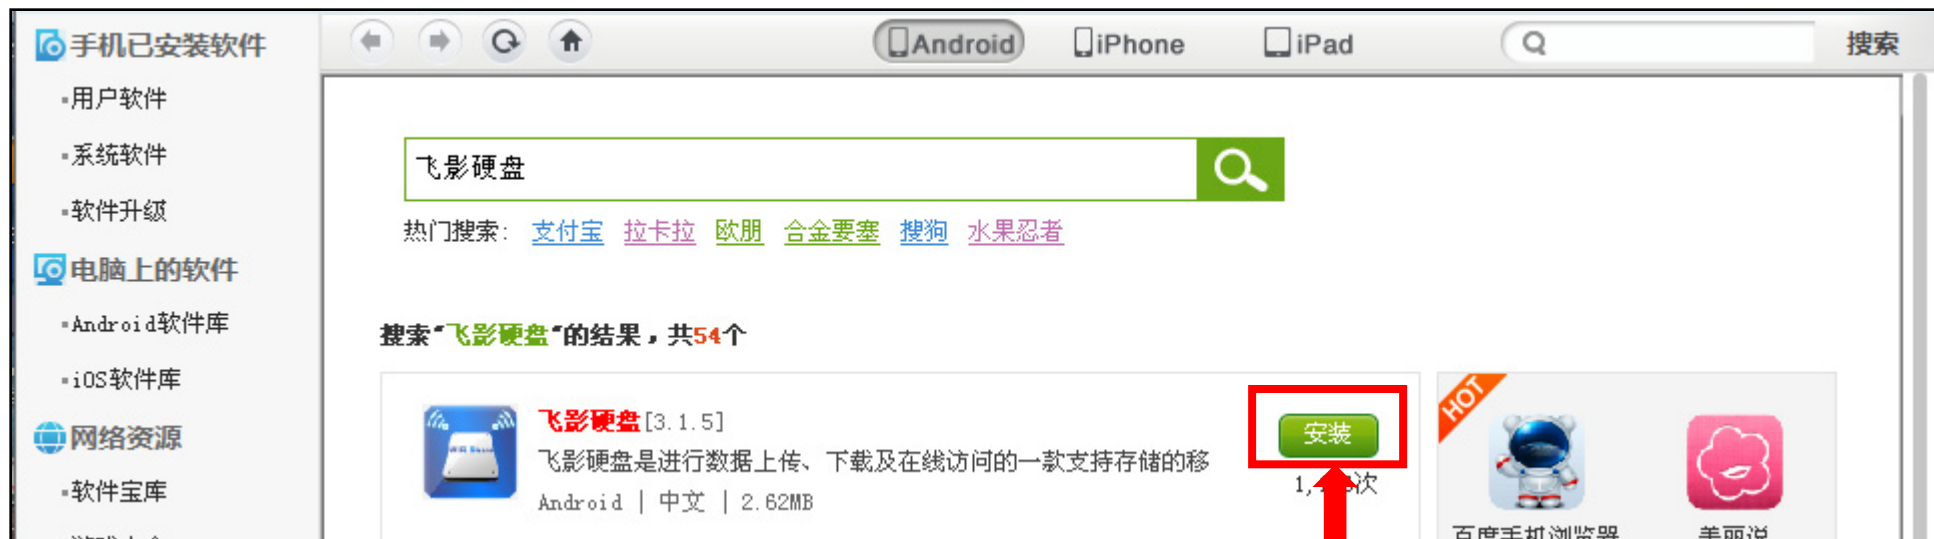 手机已安装软件
Android iPhone iPad 搜索
用户软件
系统软件
软件升级
电脑上的软件
Android软件库
iOS软件库
网络资源
软件宝库
飞影硬盘
热门搜索： 支付宝 拉卡拉 欧朋 合金要塞 搜狗 水果忍者
搜索"飞影硬盘"的结果，共54个
飞影硬盘[3.1.5]
飞影硬盘是进行数据上传、下载及在线访问的一款支持存储的移
Android | 中文 | 2.62MB
安装
次
HOT
百度手机浏览器
美丽说